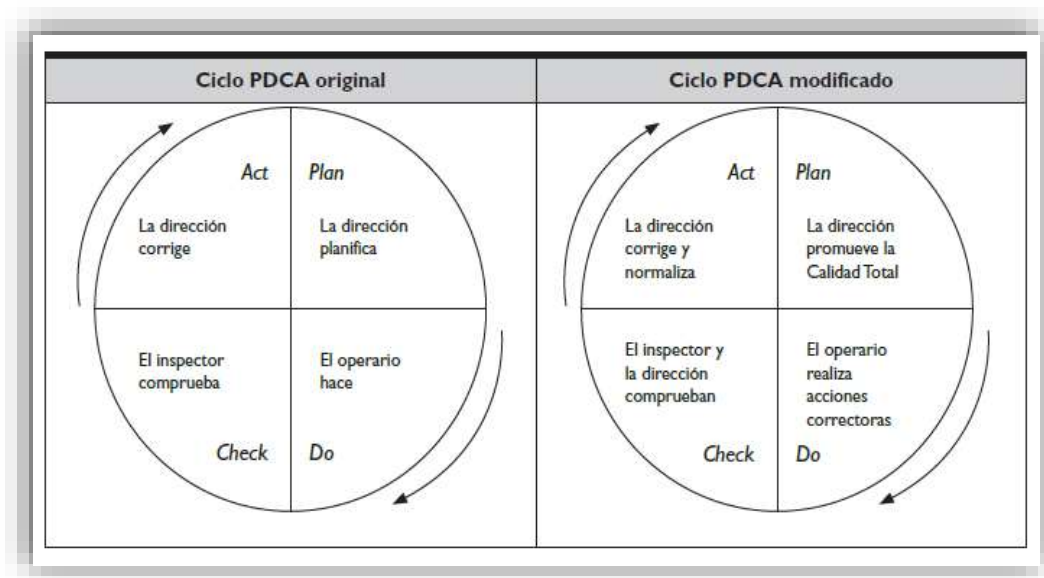 Ciclo PDCA original
Act
Plan
La dirección
corrige
La dirección
planifica
El inspector
comprueba
El operario
hace
Check
Do
Ciclo PDCA modificado
Act
Plan
La dirección
corrige y
normaliza
La dirección
promueve la
Calidad Total
El inspector y
la dirección
comprueban
El operario
realiza
acciones
correctoras
Check
Do